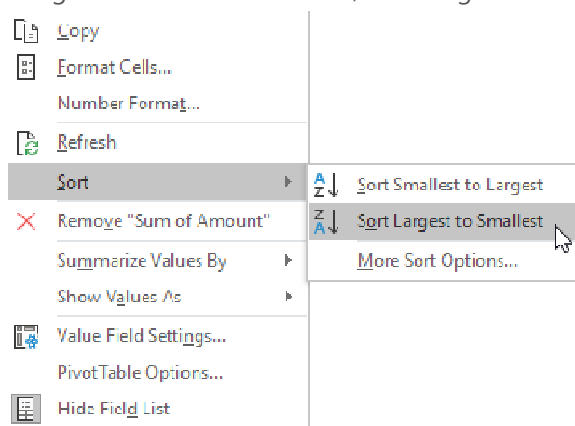 Copy
Format Cells...
Number Format...
Refresh
Sort
Sort Smallest to Largest
Sort Largest to Smallest
Remove "Sum of Amount"
More Sort Options...
Summarize Values By
Show Values As
Value Field Settings...
PivotTable Options...
Hide Field List